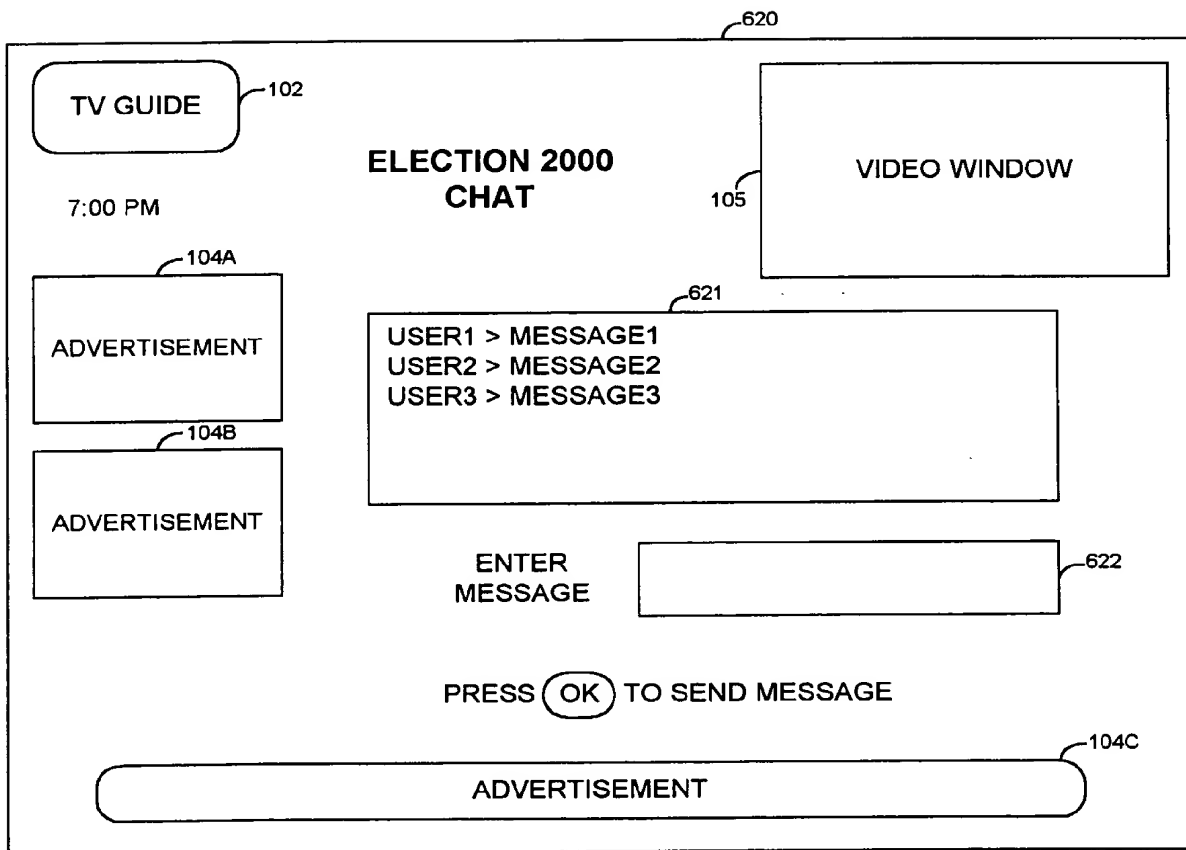 620
TV GUIDE
102
ELECTION 2000
CHAT
VIDEO WINDOW
105
7:00 PM
104A
ADVERTISEMENT
621
USER1 > MESSAGE1
USER2 > MESSAGE2
USER3 > MESSAGE3
104B
ADVERTISEMENT
ENTER
MESSAGE
622
PRESS OK TO SEND MESSAGE
104C
ADVERTISEMENT